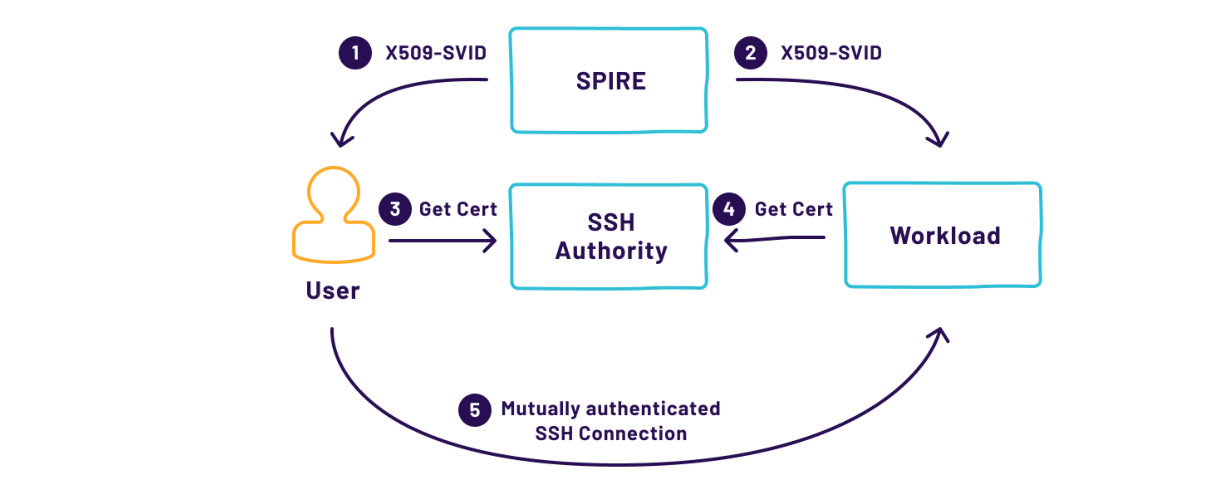 1 X509-SVID
SPIRE
2 X509-SVID
3 Get Cert
SSH
Authority
4 Get Cert
Workload
User
5 Mutually authenticated
SSH Connection